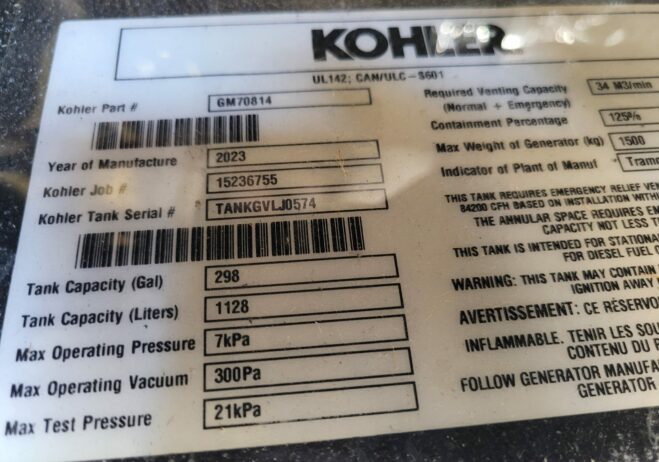 KOHLER
UL142; CAN/ULC-S601
Kohler Part # GM70814
Year of Manufacture 2023
Kohler Job # 15236755
Kohler Tank Serial # TANKGVLJ0574
Tank Capacity (Gal) 298
Tank Capacity (Liters) 1128
Max Operating Pressure 7kPa
Max Operating Vacuum 300Pa
Max Test Pressure 21kPa
Required Venting Capacity 34 M3/min
(Normal + Emergency)
Containment Percentage 125%
Max Weight of Generator (kg) 1500
Indicator of Plant of Manuf
THIS TANK REQUIRES EMERGENCY RELIEF
84200 CFH BASED ON INSTALLATION
THE ANNULAR SPACE REQUIRES
CAPACITY NOT LESS
THIS TANK IS INTENDED FOR
FOR DIESEL FUEL
WARNING: THIS TANK MAY CONTAIN
IGNITION AWAY
AVERTISSEMENT: CE
INFLAMMABLE. TENIR LES
CONTENU DU
FOLLOW GENERATOR
GENERATOR